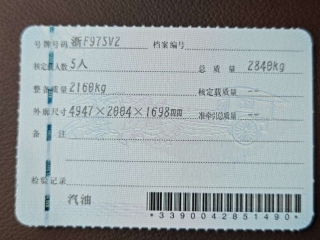 号牌号码 浙F97SV2 档案编号
核定载人数 5人 总质量 2840kg
整备质量 2160kg 核定载质量 --
外廓尺寸 4947×2004×1698mm 准牵引总质量 --
备注
检验记录
汽油
*3390042851490*